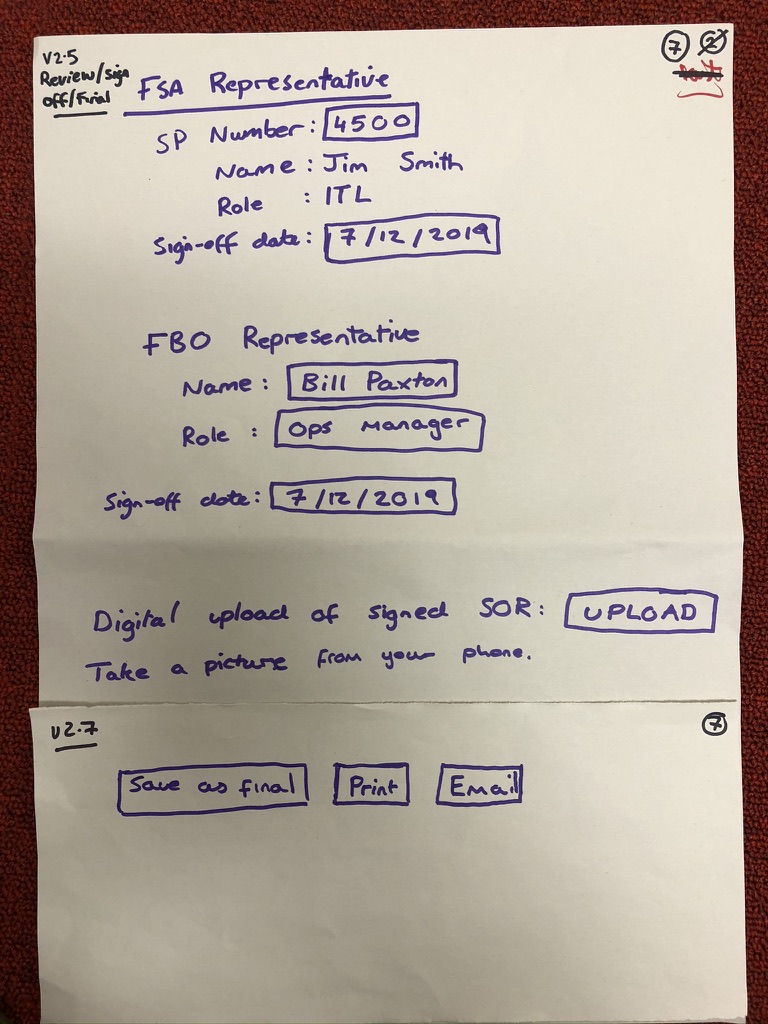 V2.5
Review/sign
off/Final
7 2
FSA Representative
SP Number: 4500
Name: Jim Smith
Role : ITL
Sign-off date: 7/12/2019
FBO Representative
Name: Bill Paxton
Role : Ops Manager
Sign-off date: 7/12/2019
Digital upload of signed SOR: UPLOAD
Take a picture from your phone.
v2.7
7
Save as final Print Email